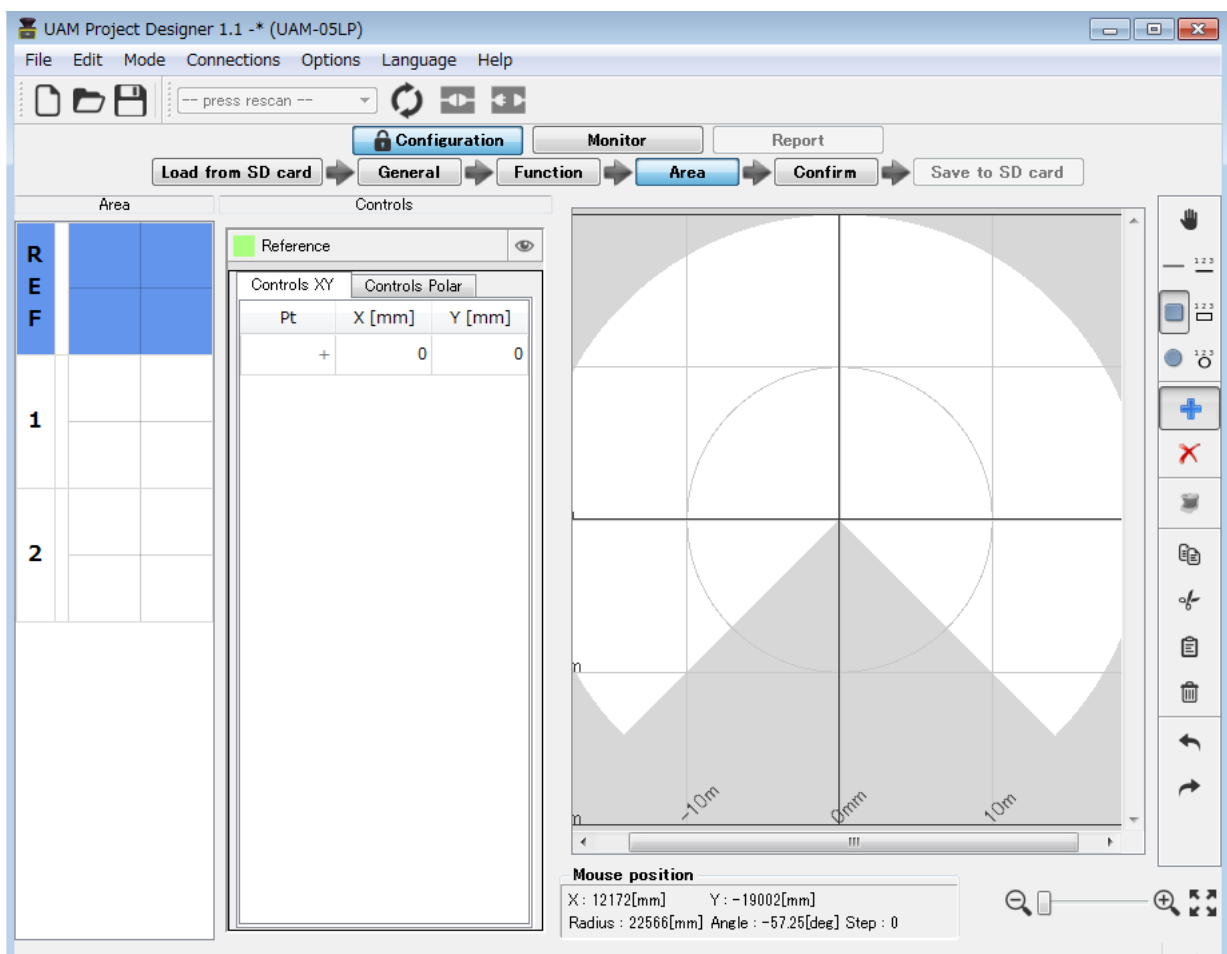 UAM Project Designer 1.1 -* (UAM-05LP)
File Edit Mode Connections Options Language Help
-- press rescan --
Configuration Monitor Report
Load from SD card General Function Area Confirm Save to SD card
Area Controls
REF
1
2
Reference
Controls XY Controls Polar
Pt X [mm] Y [mm]
+ 0 0
m
m
-10m 0mm 10m
123
123
123
Mouse position
X : 12172[mm] Y : -19002[mm]
Radius : 22566[mm] Angle : -57.25[deg] Step : 0